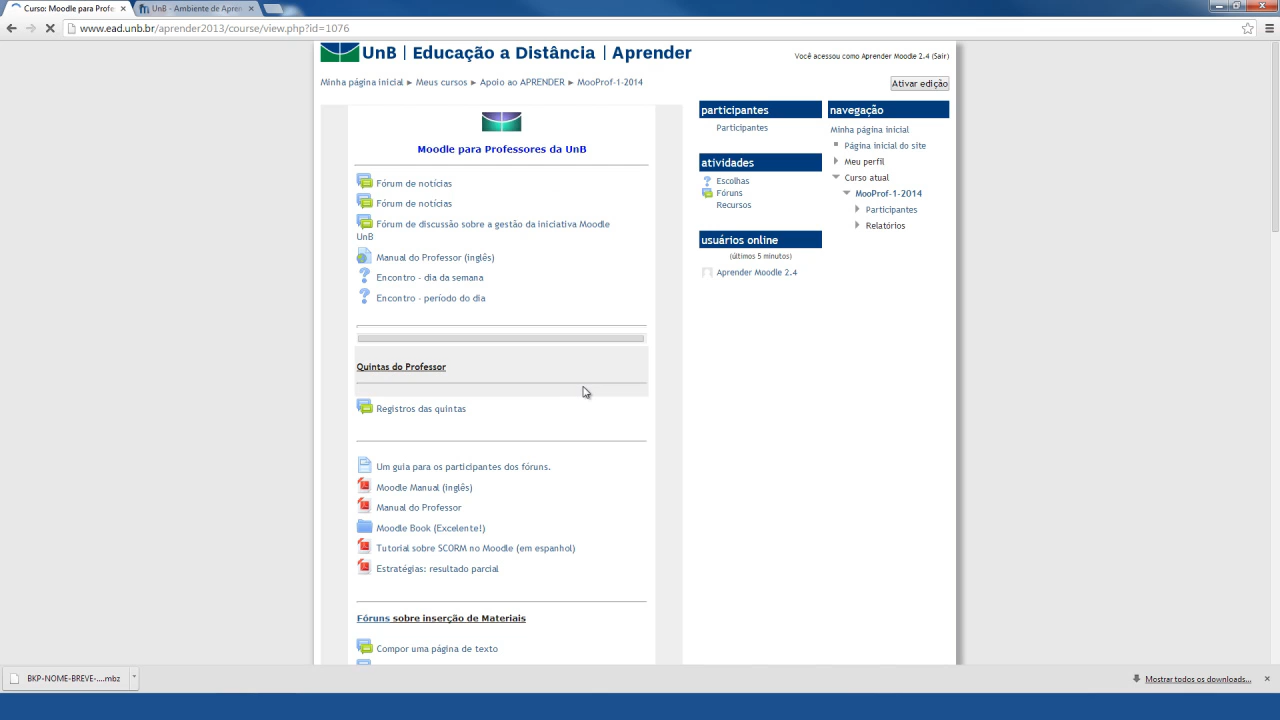 Curso: Moodle para Profe
UnB - Ambiente de Apren
www.ead.unb.br/aprender2013/course/view.php?id=1076
UnB | Educação a Distância | Aprender
Você acessou como Aprender Moodle 2.4 (Sair)
Minha página inicial ► Meus cursos ► Apoio ao APRENDER ► MooProf-1-2014
Ativar edição
Moodle para Professores da UnB
Fórum de notícias
Fórum de notícias
Fórum de discussão sobre a gestão da iniciativa Moodle
UnB
Manual do Professor (inglês)
Encontro - dia da semana
Encontro - período do dia
Quintas do Professor
Registros das quintas
Um guia para os participantes dos fóruns.
Moodle Manual (inglês)
Manual do Professor
Moodle Book (Excelente!)
Tutorial sobre SCORM no Moodle (em espanhol)
Estratégias: resultado parcial
Fóruns sobre inserção de Materiais
Compor uma página de texto
participantes
Participantes
atividades
Escolhas
Fóruns
Recursos
usuários online
(últimos 5 minutos)
Aprender Moodle 2.4
navegação
Minha página inicial
Página inicial do site
Meu perfil
Curso atual
MooProf-1-2014
Participantes
Relatórios
BKP-NOME-BREVE-....mbz
Mostrar todos os downloads...